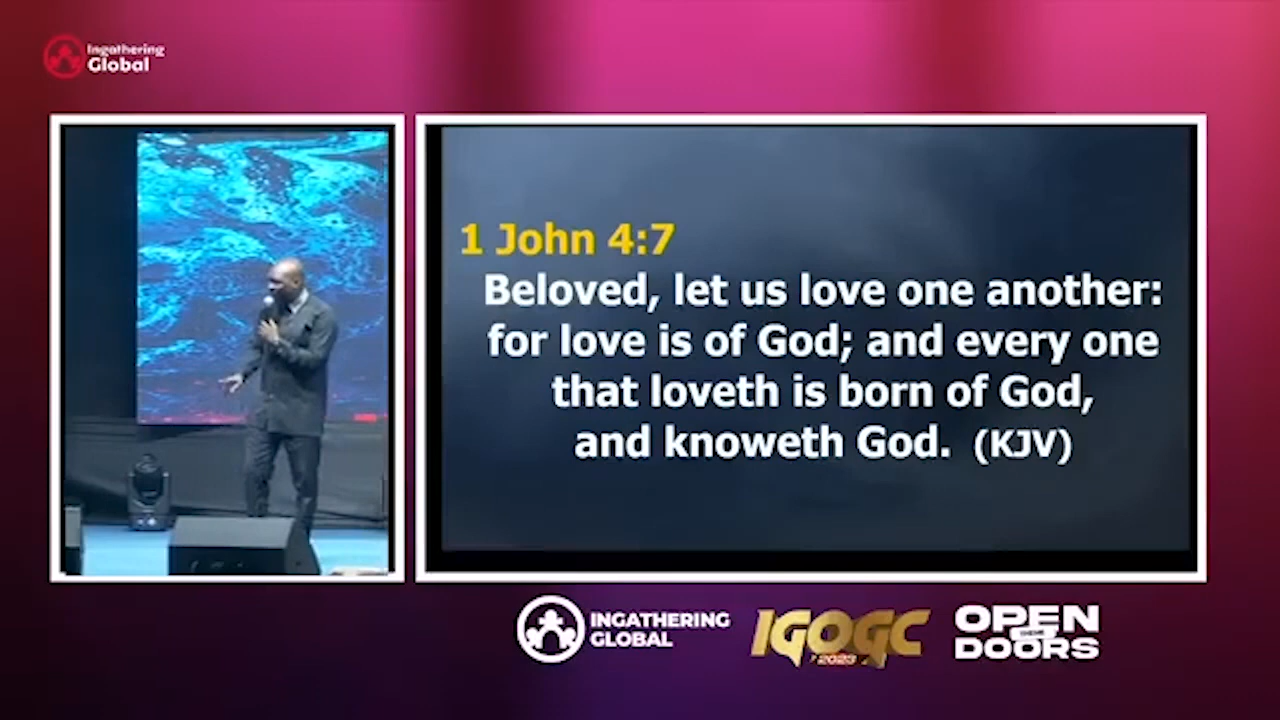 Ingathering
Global
1 John 4:7
Beloved, let us love one another:
for love is of God; and every one
that loveth is born of God,
and knoweth God. (KJV)
INGATHERING
GLOBAL
IGOGC
2023
OPEN
DOORS